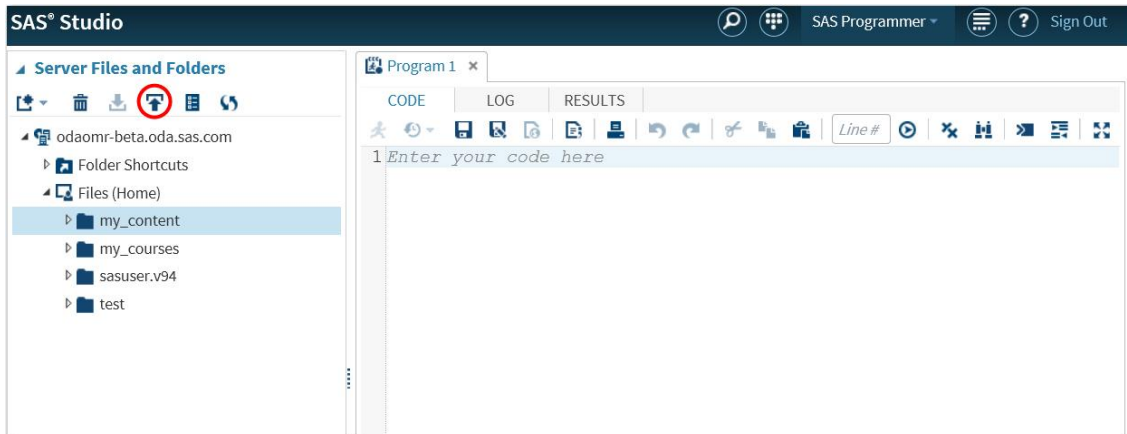 SAS® Studio
SAS Programmer
? Sign Out
Server Files and Folders
odaomr-beta.oda.sas.com
Folder Shortcuts
Files (Home)
my_content
my_courses
sasuser.v94
test
Program 1 ×
CODE LOG RESULTS
Line #
1 Enter your code here